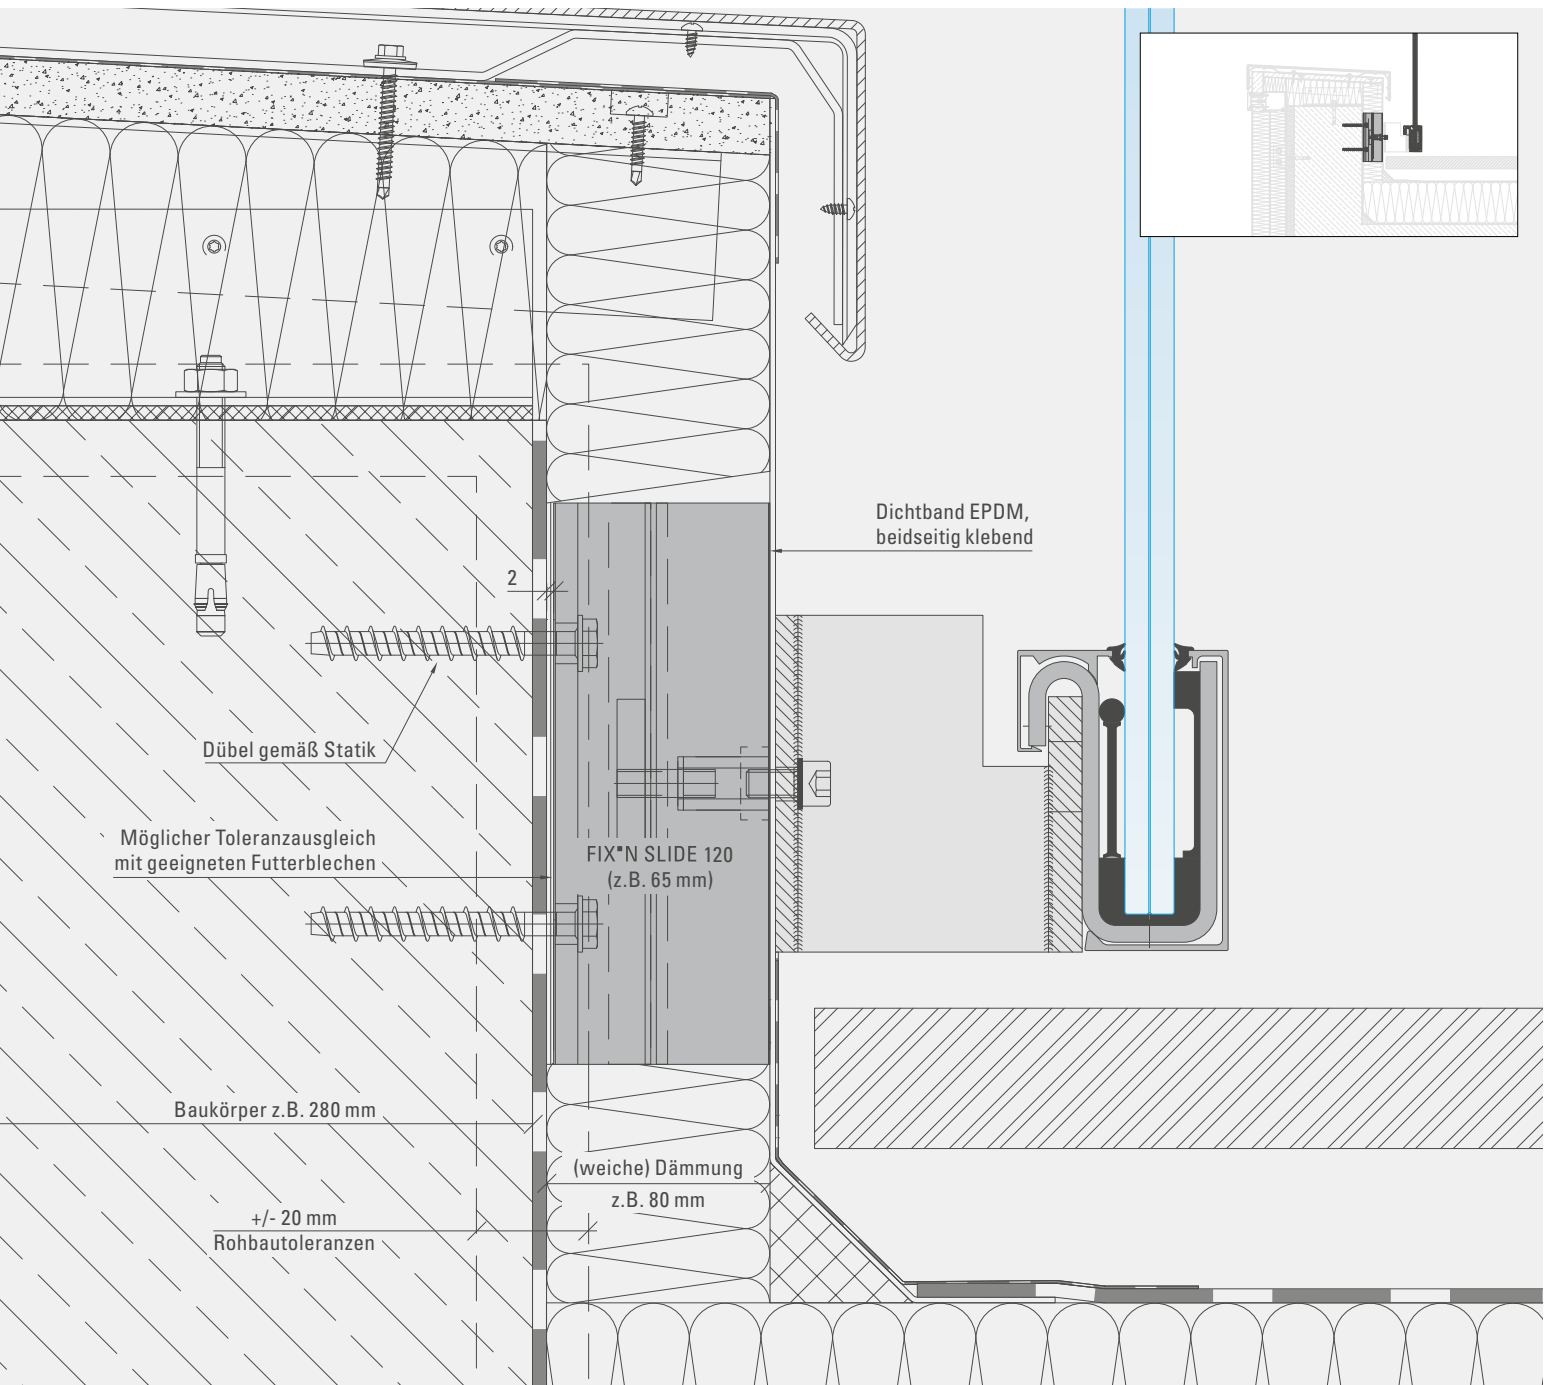 Dichtband EPDM,
beidseitig klebend
2
Dübel gemäß Statik
Möglicher Toleranzausgleich
mit geeigneten Futterblechen
FIX■N SLIDE 120
(z.B. 65 mm)
Baukörper z.B. 280 mm
(weiche) Dämmung
z.B. 80 mm
+/- 20 mm
Rohbautoleranzen